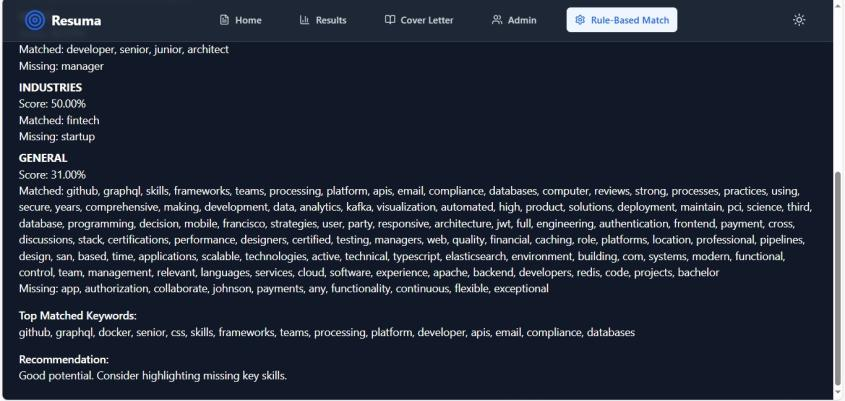 Resuma
Home
Results
Cover Letter
Admin
Rule-Based Match
Matched: developer, senior, junior, architect
Missing: manager
INDUSTRIES
Score: 50.00%
Matched: fintech
Missing: startup
GENERAL
Score: 31.00%
Matched: github, graphql, skills, frameworks, teams, processing, platform, apis, email, compliance, databases, computer, reviews, strong, processes, practices, using,
secure, years, comprehensive, making, development, data, analytics, kafka, visualization, automated, high, product, solutions, deployment, maintain, pci, science, third,
database, programming, decision, mobile, francisco, strategies, user, party, responsive, architecture, jwt, full, engineering, authentication, frontend, payment, cross,
discussions, stack, certifications, performance, designers, certified, testing, managers, web, quality, financial, caching, role, platforms, location, professional, pipelines,
design, san, based, time, applications, scalable, technologies, active, technical, typescript, elasticsearch, environment, building, com, systems, modern, functional,
control, team, management, relevant, languages, services, cloud, software, experience, apache, backend, developers, redis, code, projects, bachelor
Missing: app, authorization, collaborate, johnson, payments, any, functionality, continuous, flexible, exceptional
Top Matched Keywords:
github, graphql, docker, senior, css, skills, frameworks, teams, processing, platform, developer, apis, email, compliance, databases
Recommendation:
Good potential. Consider highlighting missing key skills.